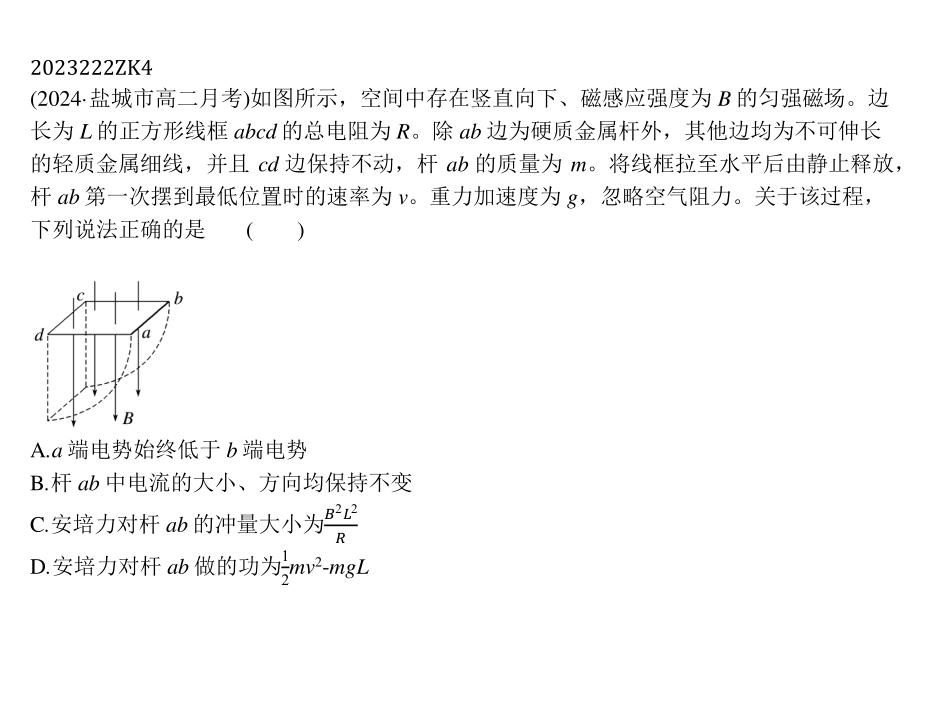 2023222ZK4
(2024·盐城市高二月考)如图所示，空间中存在竖直向下、磁感应强度为 B 的匀强磁场。边
长为 L 的正方形线框 abcd 的总电阻为 R。除 ab 边为硬质金属杆外，其他边均为不可伸长
的轻质金属细线，并且 cd 边保持不动，杆 ab 的质量为 m。将线框拉至水平后由静止释放，
杆 ab 第一次摆到最低位置时的速率为 v。重力加速度为 g，忽略空气阻力。关于该过程，
下列说法正确的是 ( )
c b
d a
B
A.a 端电势始终低于 b 端电势
B.杆 ab 中电流的大小、方向均保持不变
C.安培力对杆 ab 的冲量大小为\frac{B²L²}{R}
D.安培力对杆 ab 做的功为\frac{1}{2}mv²-mgL